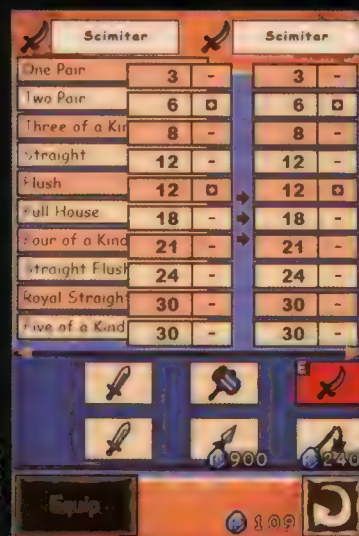 Scimitar Scimitar
One Pair 3 - 3 -
Two Pair 6 6
Three of a Kin 8 - 8 -
Straight 12 - 12 -
Flush 12 12
Full House 18 - 18 -
Four of a Kind 21 - 21 -
Straight Flush 24 - 24 -
Royal Straigh 30 - 30 -
Five of a Kind 30 - 30 -
900 240
Equip
109